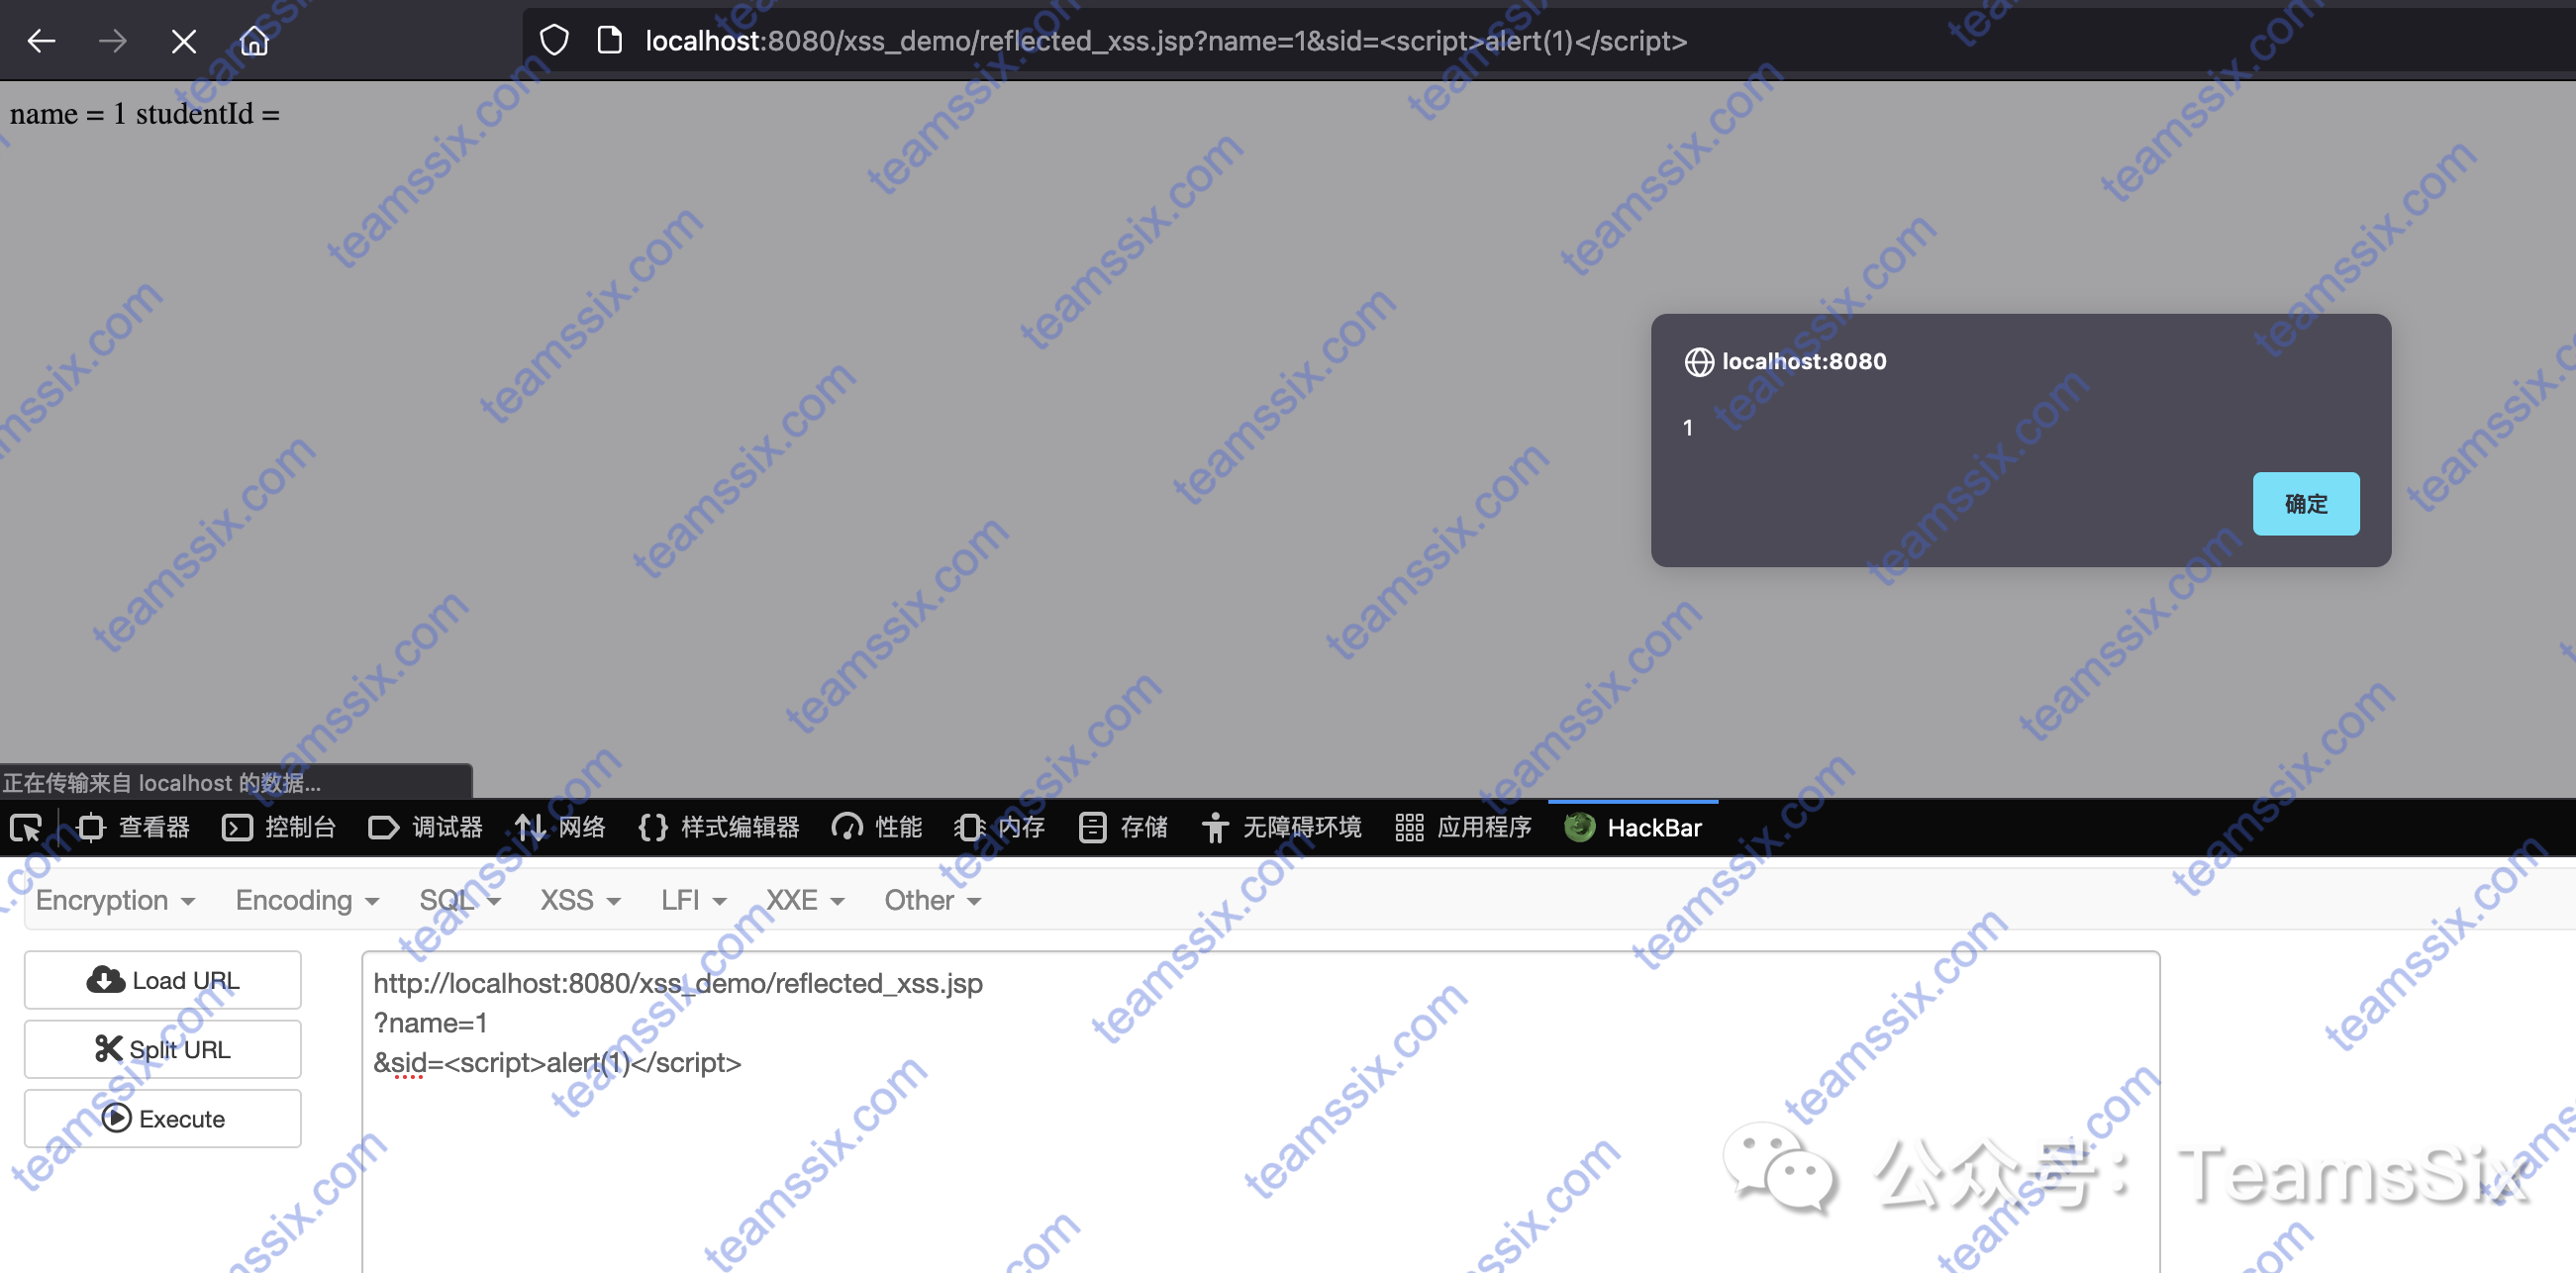 localhost:8080/xss_demo/reflected_xss.jsp?name=1&sid=<script>alert(1)</script>
name = 1 studentId =
localhost:8080
1
确定
正在传输来自 localhost 的数据...
查看器 控制台 调试器 网络 样式编辑器 性能 内存 存储 无障碍环境 应用程序 HackBar
Encryption Encoding SQL XSS LFI XXE Other
Load URL
Split URL
Execute
http://localhost:8080/xss_demo/reflected_xss.jsp
?name=1
&sid=<script>alert(1)</script>
公众号：TeamsSix
teamssix.com